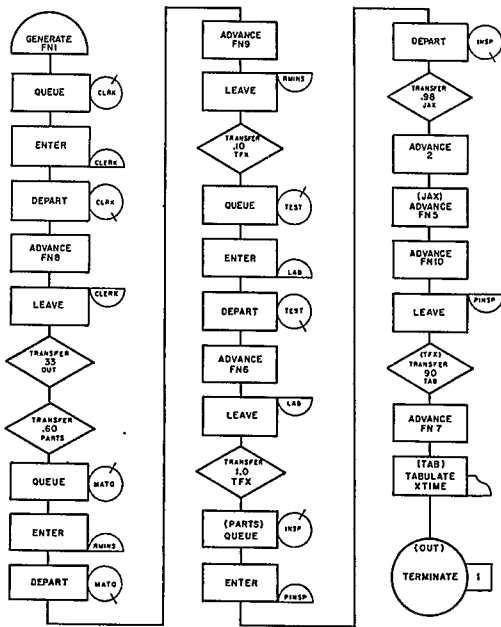 GENERATE
FN1
QUEUE
CLRK
ENTER
CLERK
DEPART
CLRK
ADVANCE
FN8
LEAVE
CLERK
TRANSFER
.33
OUT
TRANSFER
.60
PARTS
QUEUE
MATQ
ENTER
RMINS
DEPART
MATQ
ADVANCE
FN9
LEAVE
RMINS
TRANSFER
.10
TFX
QUEUE
TEST
ENTER
LAB
DEPART
TEST
ADVANCE
FN6
LEAVE
LAB
TRANSFER
1.0
TFX
(PARTS)
QUEUE
INSP
ENTER
PINSP
DEPART
INSP
TRANSFER
.98
JAX
ADVANCE
2
(JAX)
ADVANCE
FN5
ADVANCE
FN10
LEAVE
PINSP
(TFX)
TRANSFER
.90
TAB
ADVANCE
FN7
(TAB)
TABULATE
XTIME
(OUT)
TERMINATE
1